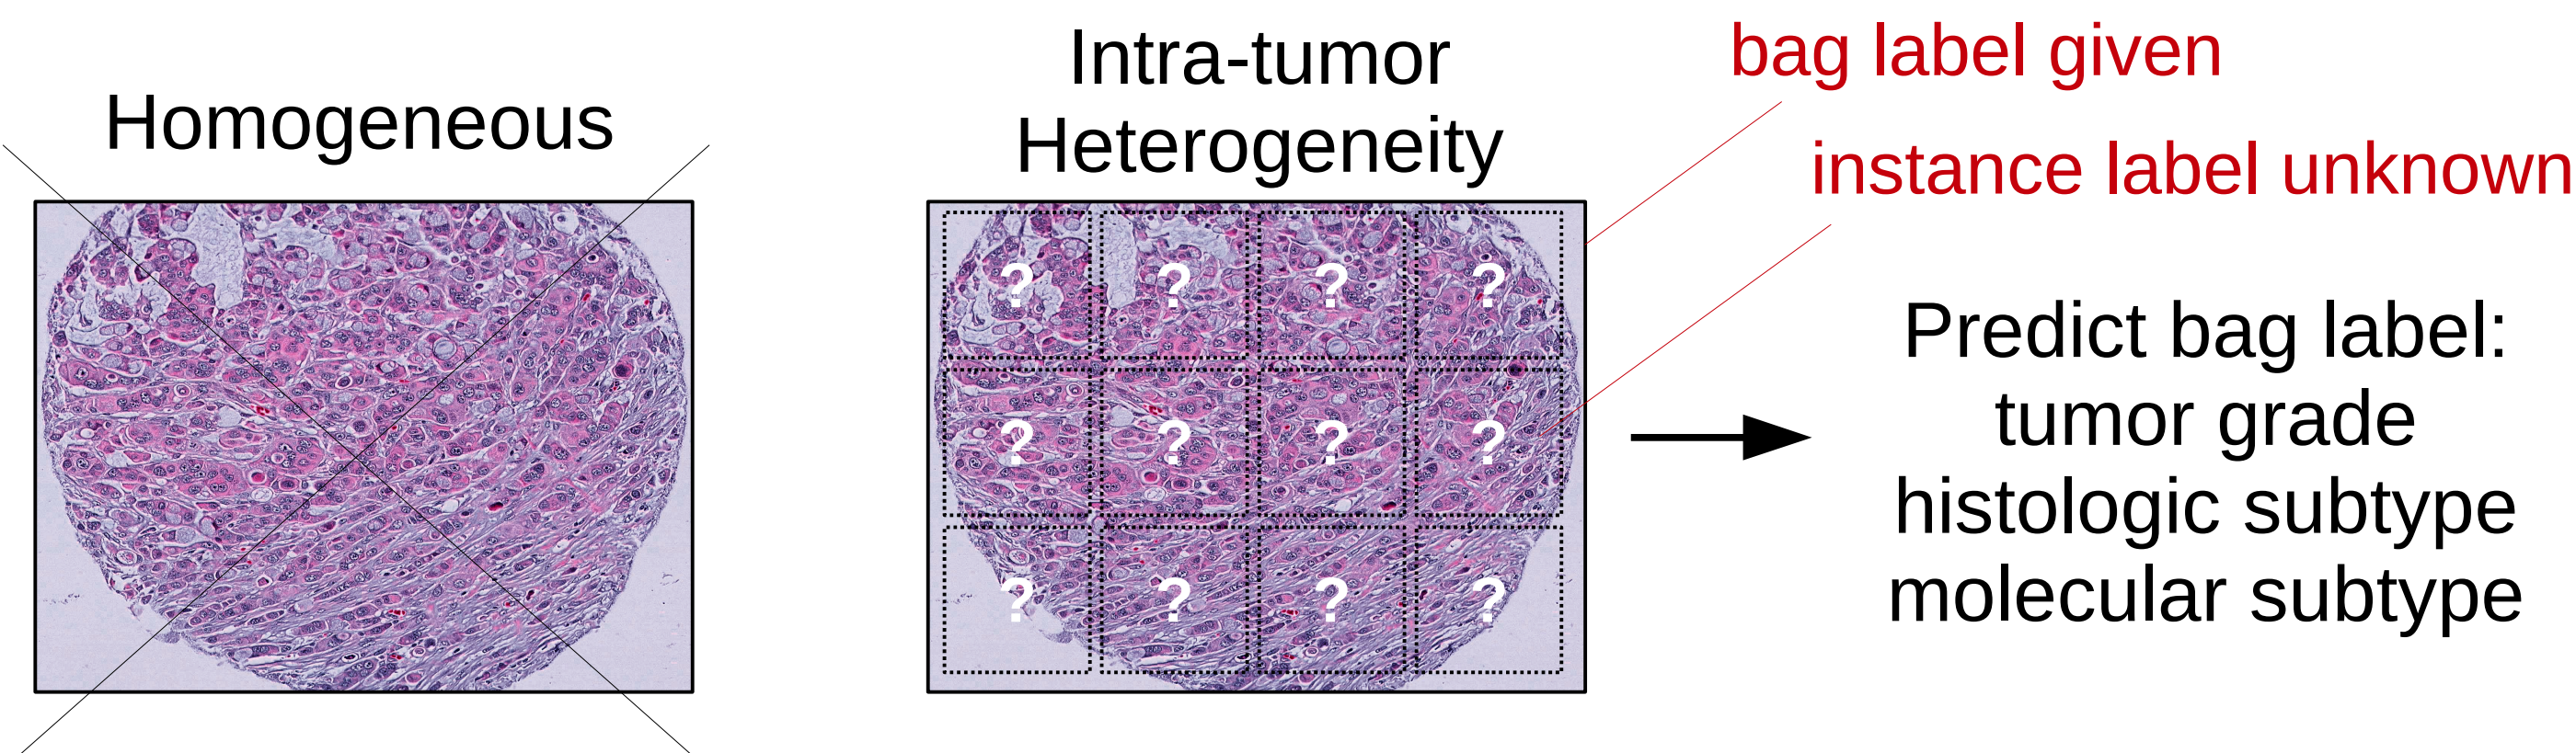 Homogeneous
Intra-tumor
Heterogeneity
bag label given
instance label unknown
? ? ? ?
? ? ? ?
? ? ? ?
Predict bag label:
tumor grade
histologic subtype
molecular subtype